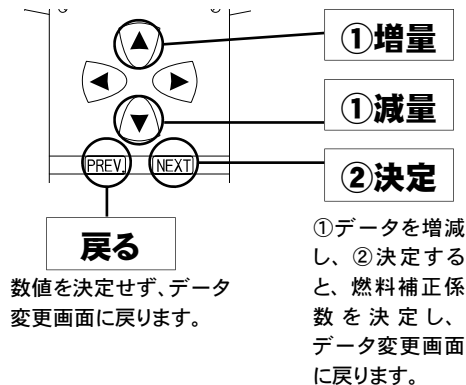 ①増量
①減量
PREV.
NEXT
②決定
戻る
数値を決定せず、データ
変更画面に戻ります。
①データを増減
し、②決定する
と、燃料補正係
数を決定し、
データ変更画面
に戻ります。